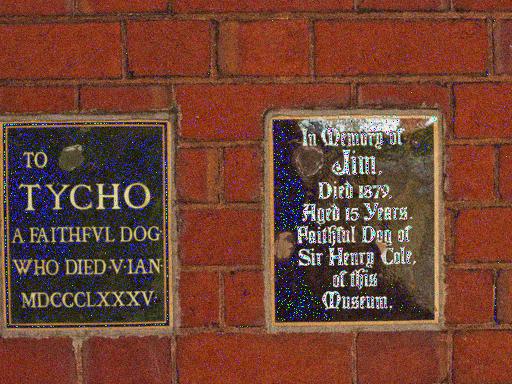 TO
TYCHO
A FAITHFVL DOG
WHO DIED·V·IAN
MDCCCLXXXV·
In Memory of
Jim,
Died 1879,
Aged 15 Years.
Faithful Dog of
Sir Henry Cole,
of this
Museum.